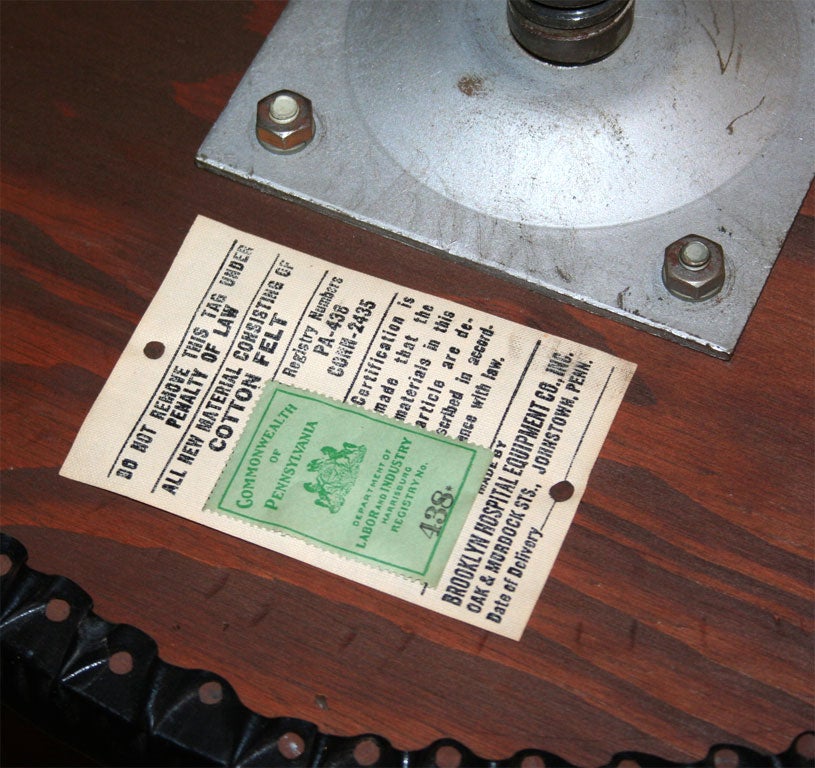 DO NOT REMOVE THIS TAG UNDER
PENALTY OF LAW
ALL NEW MATERIAL CONSISTING OF
COTTON FELT
Registry Numbers
PA-438
CONN-2435
Certification is
made that the
materials in this
article are de-
scribed in accord-
ance with law.
COMMONWEALTH
OF
PENNSYLVANIA
DEPARTMENT OF
LABOR AND INDUSTRY
HARRISBURG
REGISTRY NO.
438
MADE BY
BROOKLYN HOSPITAL EQUIPMENT CO., INC.
OAK & MURDOCK STS., JOHNSTOWN, PENN.
Date of Delivery